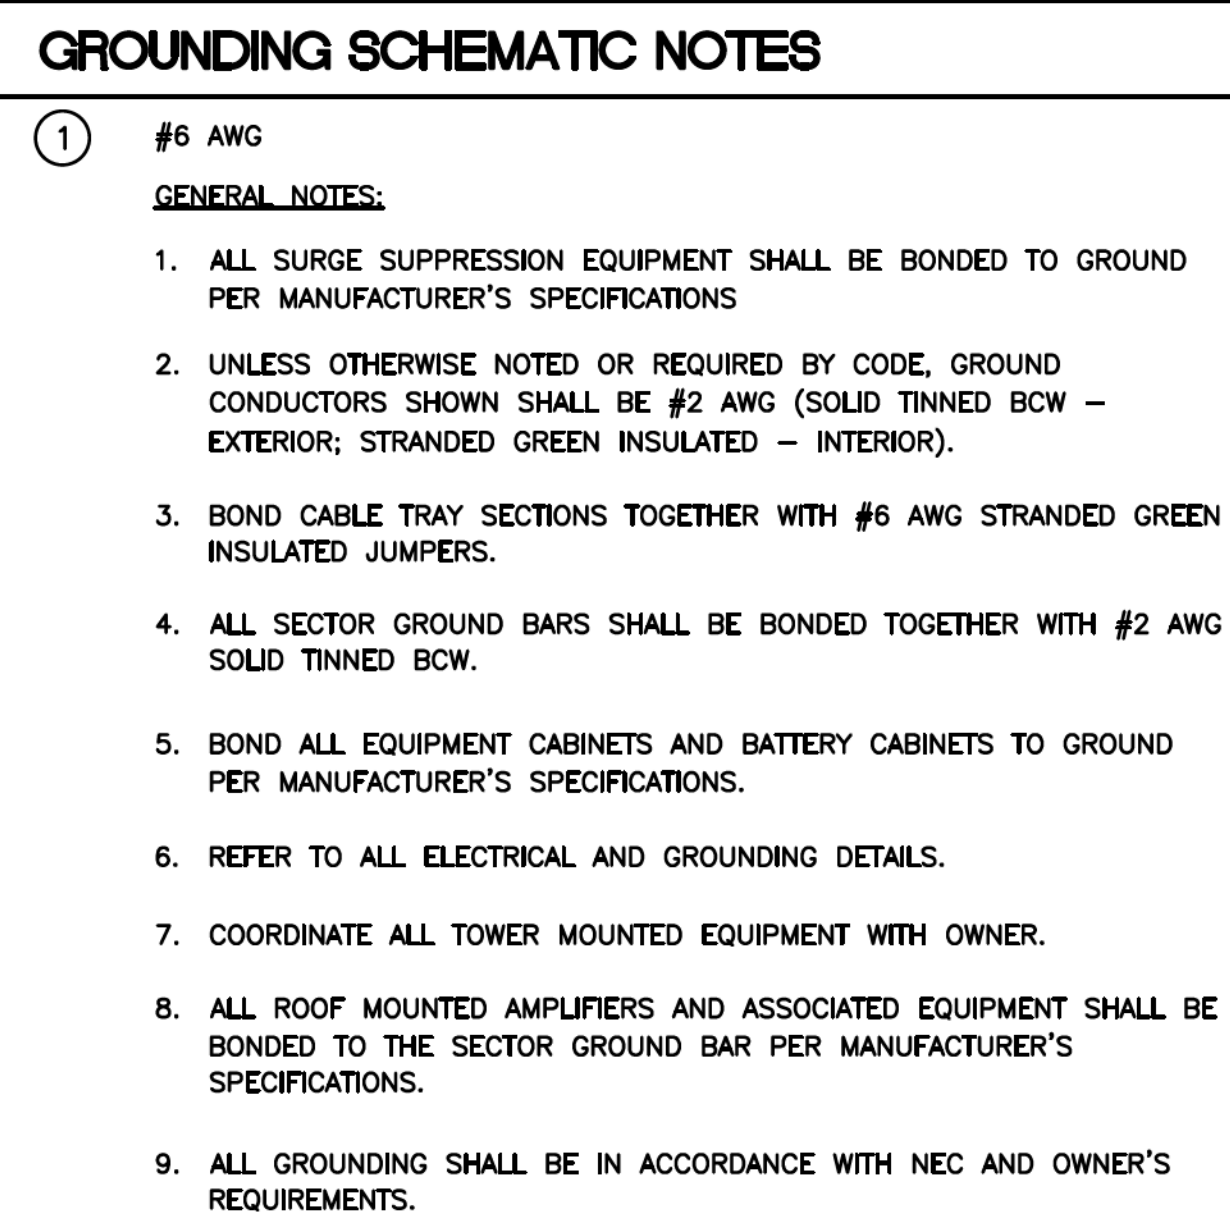 GROUNDING SCHEMATIC NOTES
1 #6 AWG
GENERAL NOTES:
1. ALL SURGE SUPPRESSION EQUIPMENT SHALL BE BONDED TO GROUND
PER MANUFACTURER'S SPECIFICATIONS
2. UNLESS OTHERWISE NOTED OR REQUIRED BY CODE, GROUND
CONDUCTORS SHOWN SHALL BE #2 AWG (SOLID TINNED BCW –
EXTERIOR; STRANDED GREEN INSULATED – INTERIOR).
3. BOND CABLE TRAY SECTIONS TOGETHER WITH #6 AWG STRANDED GREEN
INSULATED JUMPERS.
4. ALL SECTOR GROUND BARS SHALL BE BONDED TOGETHER WITH #2 AWG
SOLID TINNED BCW.
5. BOND ALL EQUIPMENT CABINETS AND BATTERY CABINETS TO GROUND
PER MANUFACTURER'S SPECIFICATIONS.
6. REFER TO ALL ELECTRICAL AND GROUNDING DETAILS.
7. COORDINATE ALL TOWER MOUNTED EQUIPMENT WITH OWNER.
8. ALL ROOF MOUNTED AMPLIFIERS AND ASSOCIATED EQUIPMENT SHALL BE
BONDED TO THE SECTOR GROUND BAR PER MANUFACTURER'S
SPECIFICATIONS.
9. ALL GROUNDING SHALL BE IN ACCORDANCE WITH NEC AND OWNER'S
REQUIREMENTS.